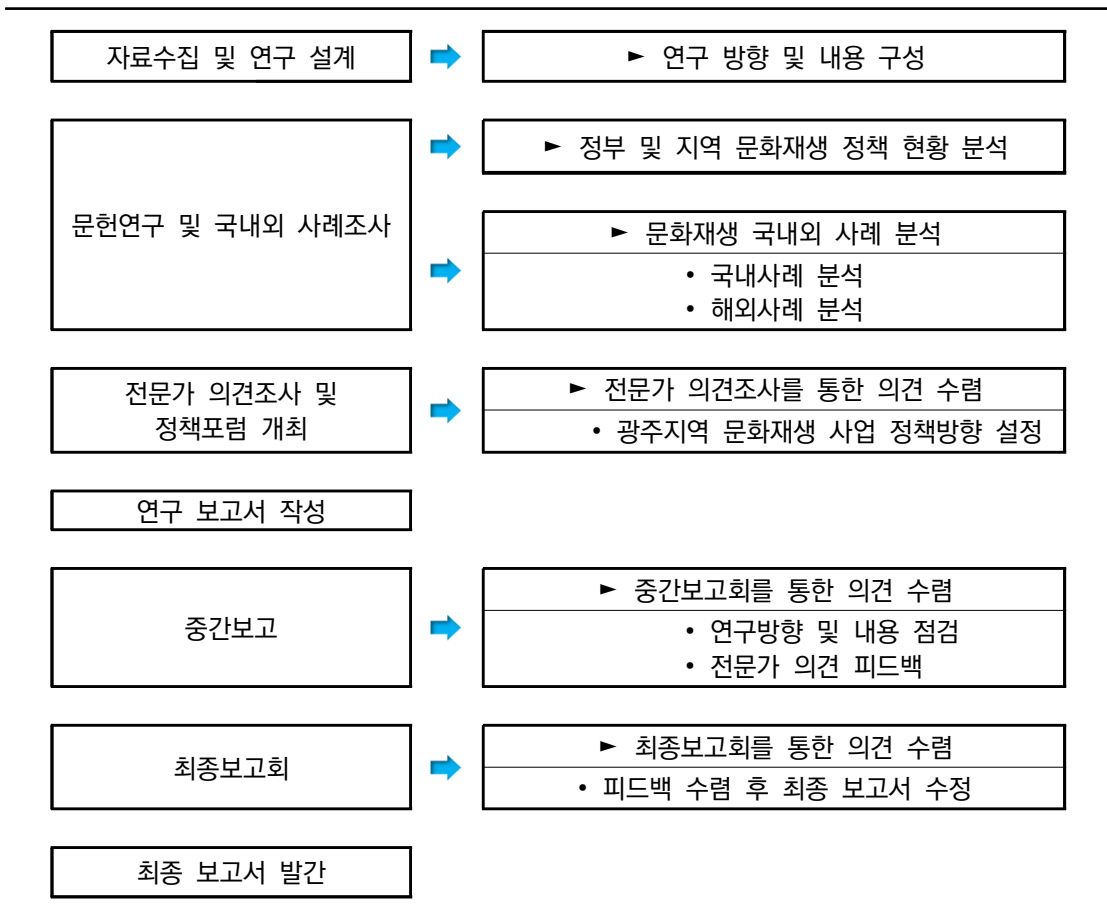 자료수집 및 연구 설계
► 연구 방향 및 내용 구성
문헌연구 및 국내외 사례조사
► 정부 및 지역 문화재생 정책 현황 분석
► 문화재생 국내외 사례 분석
• 국내사례 분석
• 해외사례 분석
전문가 의견조사 및
정책포럼 개최
► 전문가 의견조사를 통한 의견 수렴
• 광주지역 문화재생 사업 정책방향 설정
연구 보고서 작성
중간보고
► 중간보고회를 통한 의견 수렴
• 연구방향 및 내용 점검
• 전문가 의견 피드백
최종보고회
► 최종보고회를 통한 의견 수렴
• 피드백 수렴 후 최종 보고서 수정
최종 보고서 발간